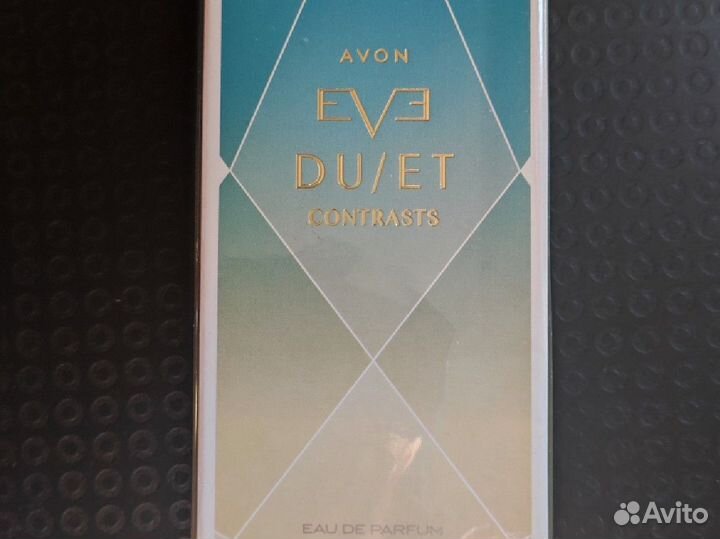 AVON
EVE
DU/ET
CONTRASTS
EAU DE PARFUM
Avito